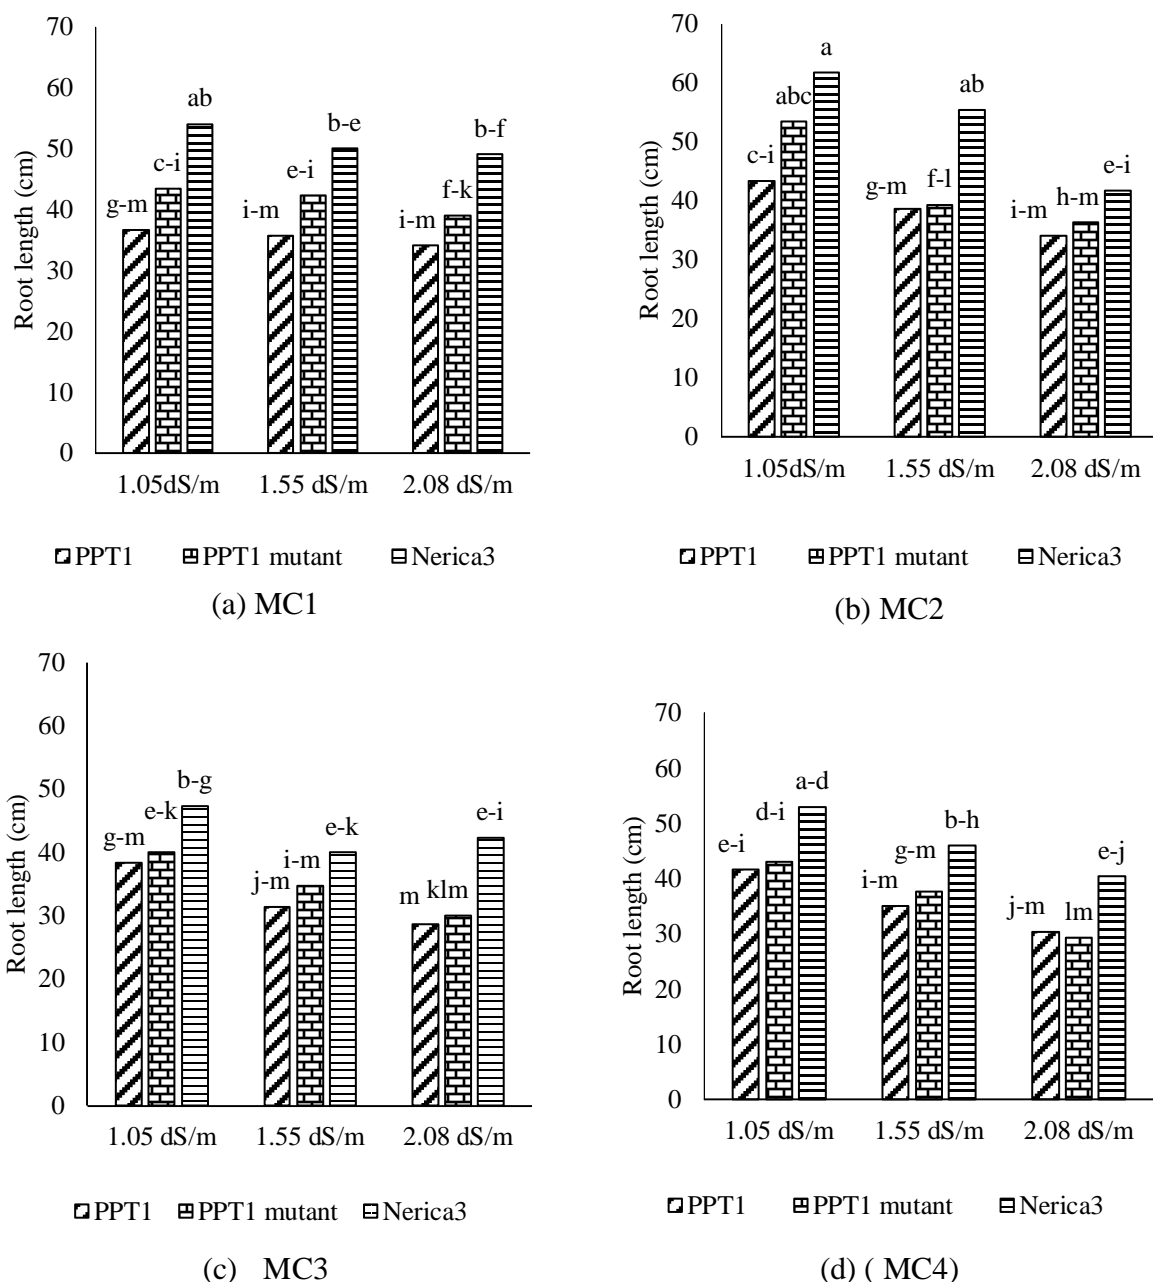 70
60
50
40
30
20
10
0
Root length (cm)
g-m
c-i
ab
i-m
e-i
b-e
i-m
f-k
b-f
1.05dS/m 1.55 dS/m 2.08 dS/m
PPT1 PPT1 mutant Nerica3
(a) MC1
70
60
50
40
30
20
10
0
Root length (cm)
c-i
abc
a
g-m
f-l
ab
i-m
h-m
e-i
1.05dS/m 1.55 dS/m 2.08 dS/m
PPT1 PPT1 mutant Nerica3
(b) MC2
70
60
50
40
30
20
10
0
Root length (cm)
g-m
e-k
b-g
j-m
i-m
e-k
m
klm
e-i
1.05 dS/m 1.55 dS/m 2.08 dS/m
PPT1 PPT1 mutant Nerica3
(c) MC3
70
60
50
40
30
20
10
0
Root length (cm)
e-i
d-i
a-d
i-m
g-m
b-h
j-m
lm
e-j
1.05 dS/m 1.55 dS/m 2.08 dS/m
PPT1 PPT1 mutant Nerica3
(d) ( MC4)